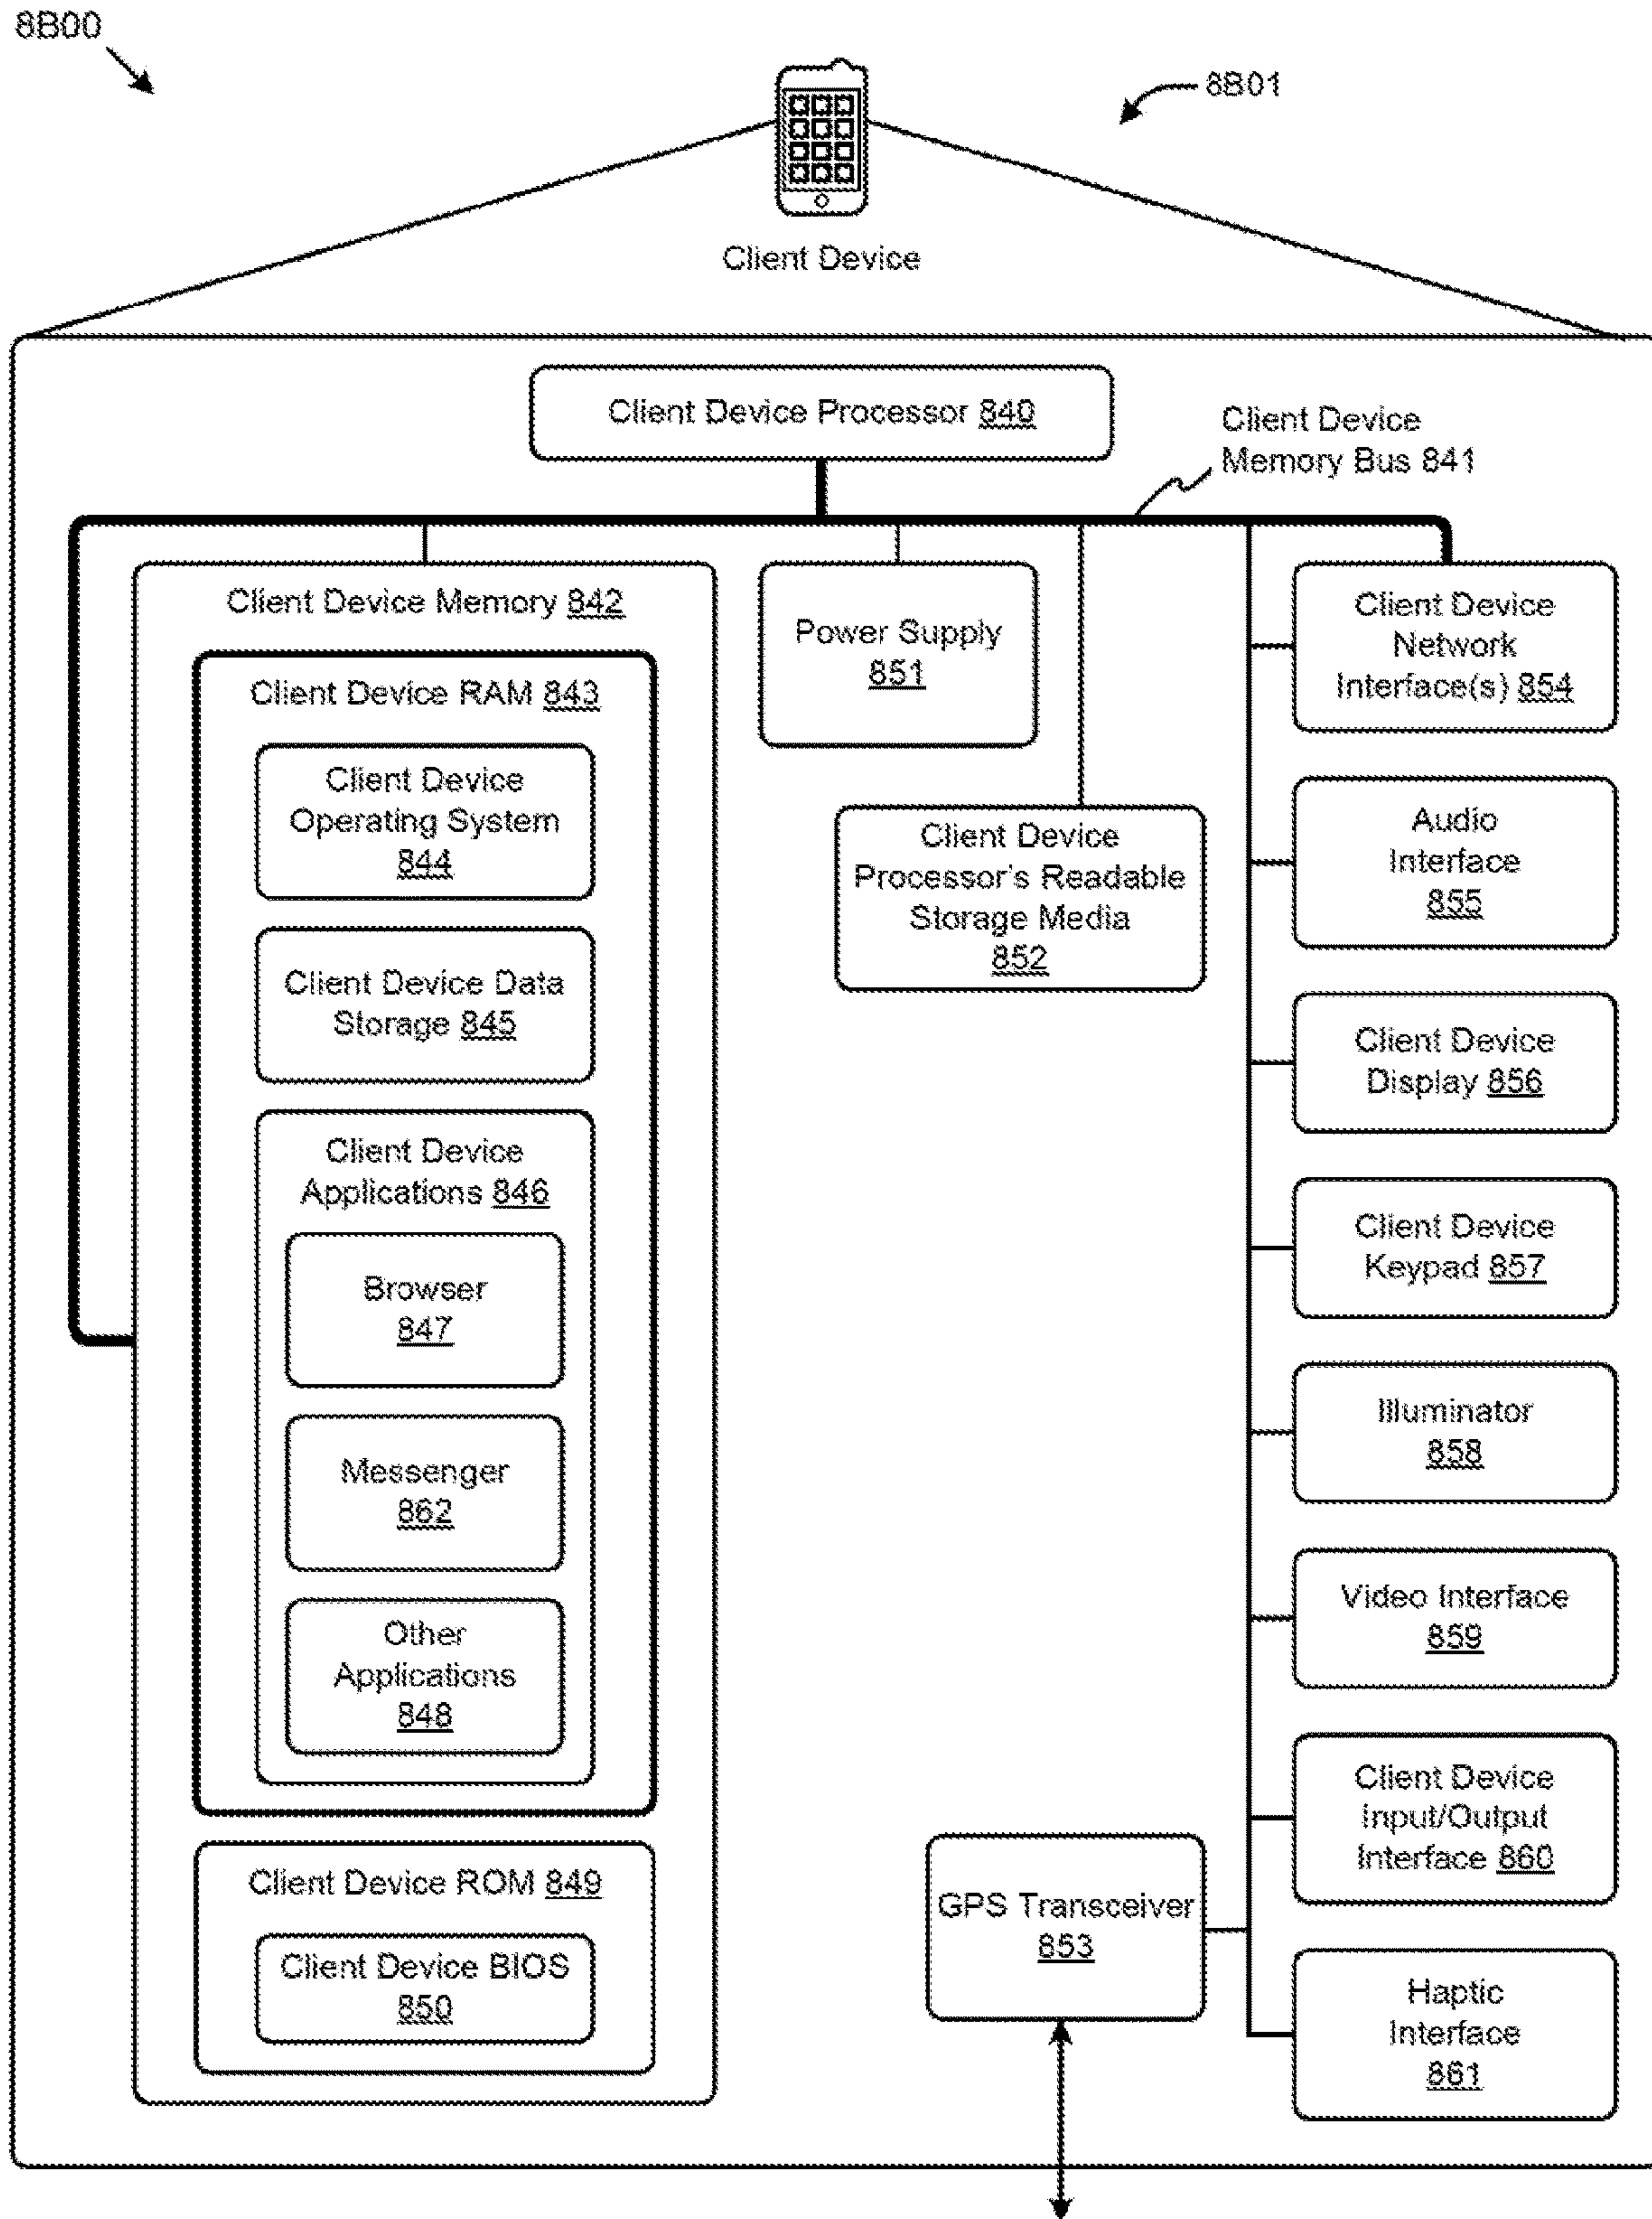 8B00
8B01
Client Device
Client Device Processor 840
Client Device
Memory Bus 841
Client Device Memory 842
Client Device RAM 843
Client Device
Operating System
844
Client Device Data
Storage 845
Client Device
Applications 846
Browser
847
Messenger
862
Other
Applications
848
Client Device ROM 849
Client Device BIOS
850
Power Supply
851
Client Device
Processor's Readable
Storage Media
852
GPS Transceiver
853
Client Device
Network
Interface(s) 854
Audio
Interface
855
Client Device
Display 856
Client Device
Keypad 857
Illuminator
858
Video Interface
859
Client Device
Input/Output
Interface 860
Haptic
Interface
861